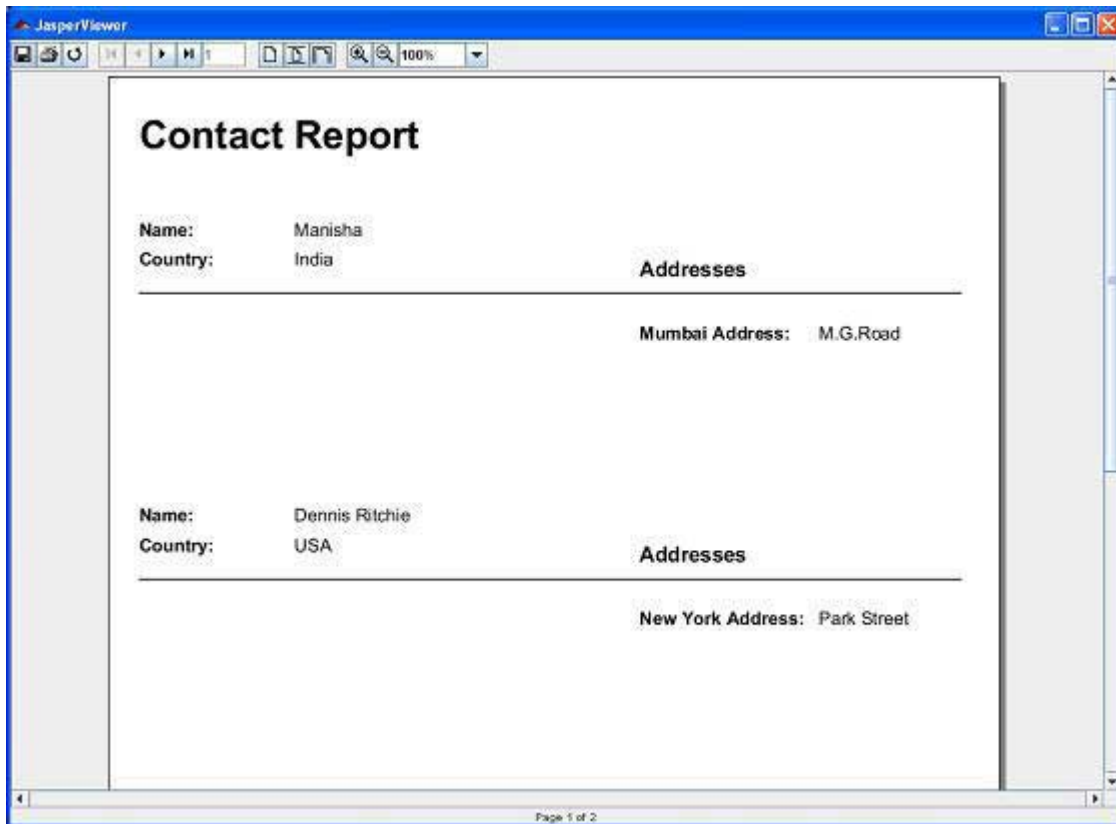 JasperViewer
1 100%
Contact Report
Name: Manisha
Country: India
Addresses
Mumbai Address: M.G.Road
Name: Dennis Ritchie
Country: USA
Addresses
New York Address: Park Street
Page 1 of 2